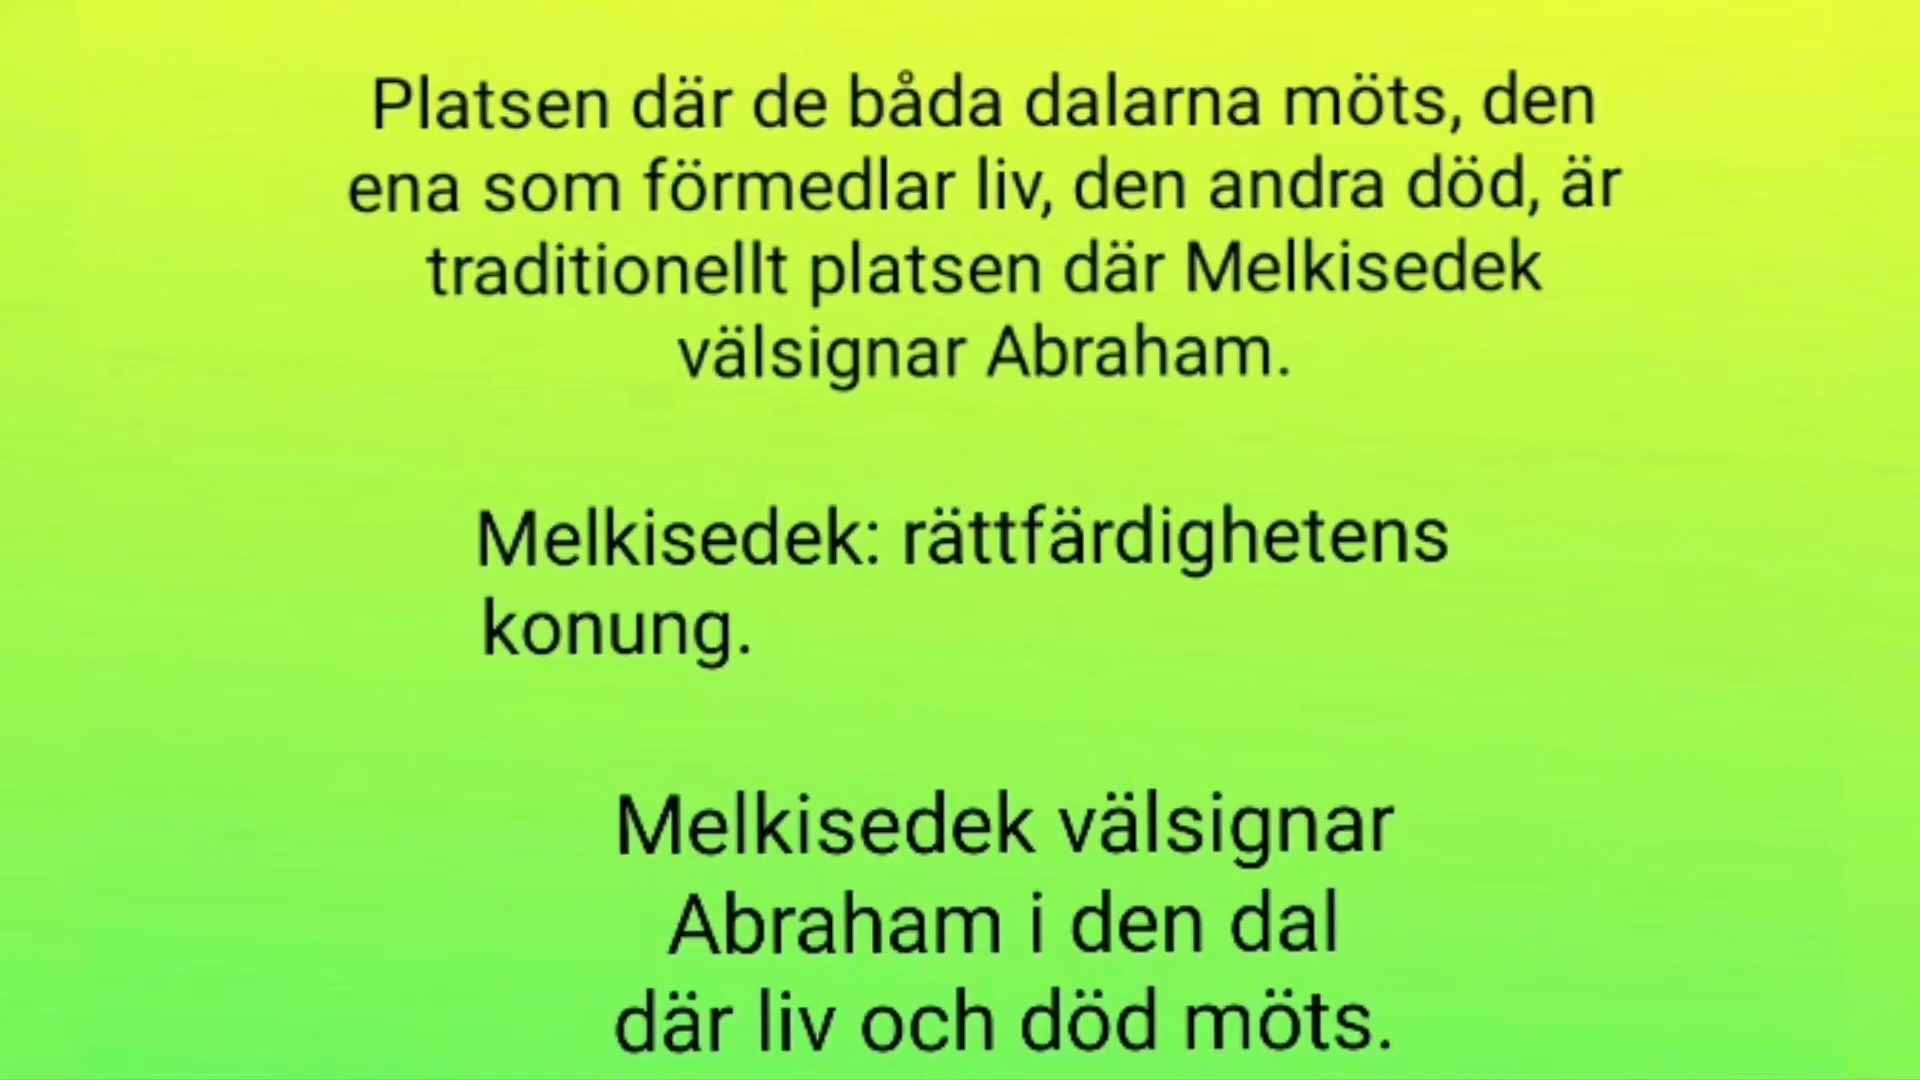 Platsen där de båda dalarna möts, den
ena som förmedlar liv, den andra död, är
traditionellt platsen där Melkisedek
välsignar Abraham.
Melkisedek: rättfärdighetens
konung.
Melkisedek välsignar
Abraham i den dal
där liv och död möts.